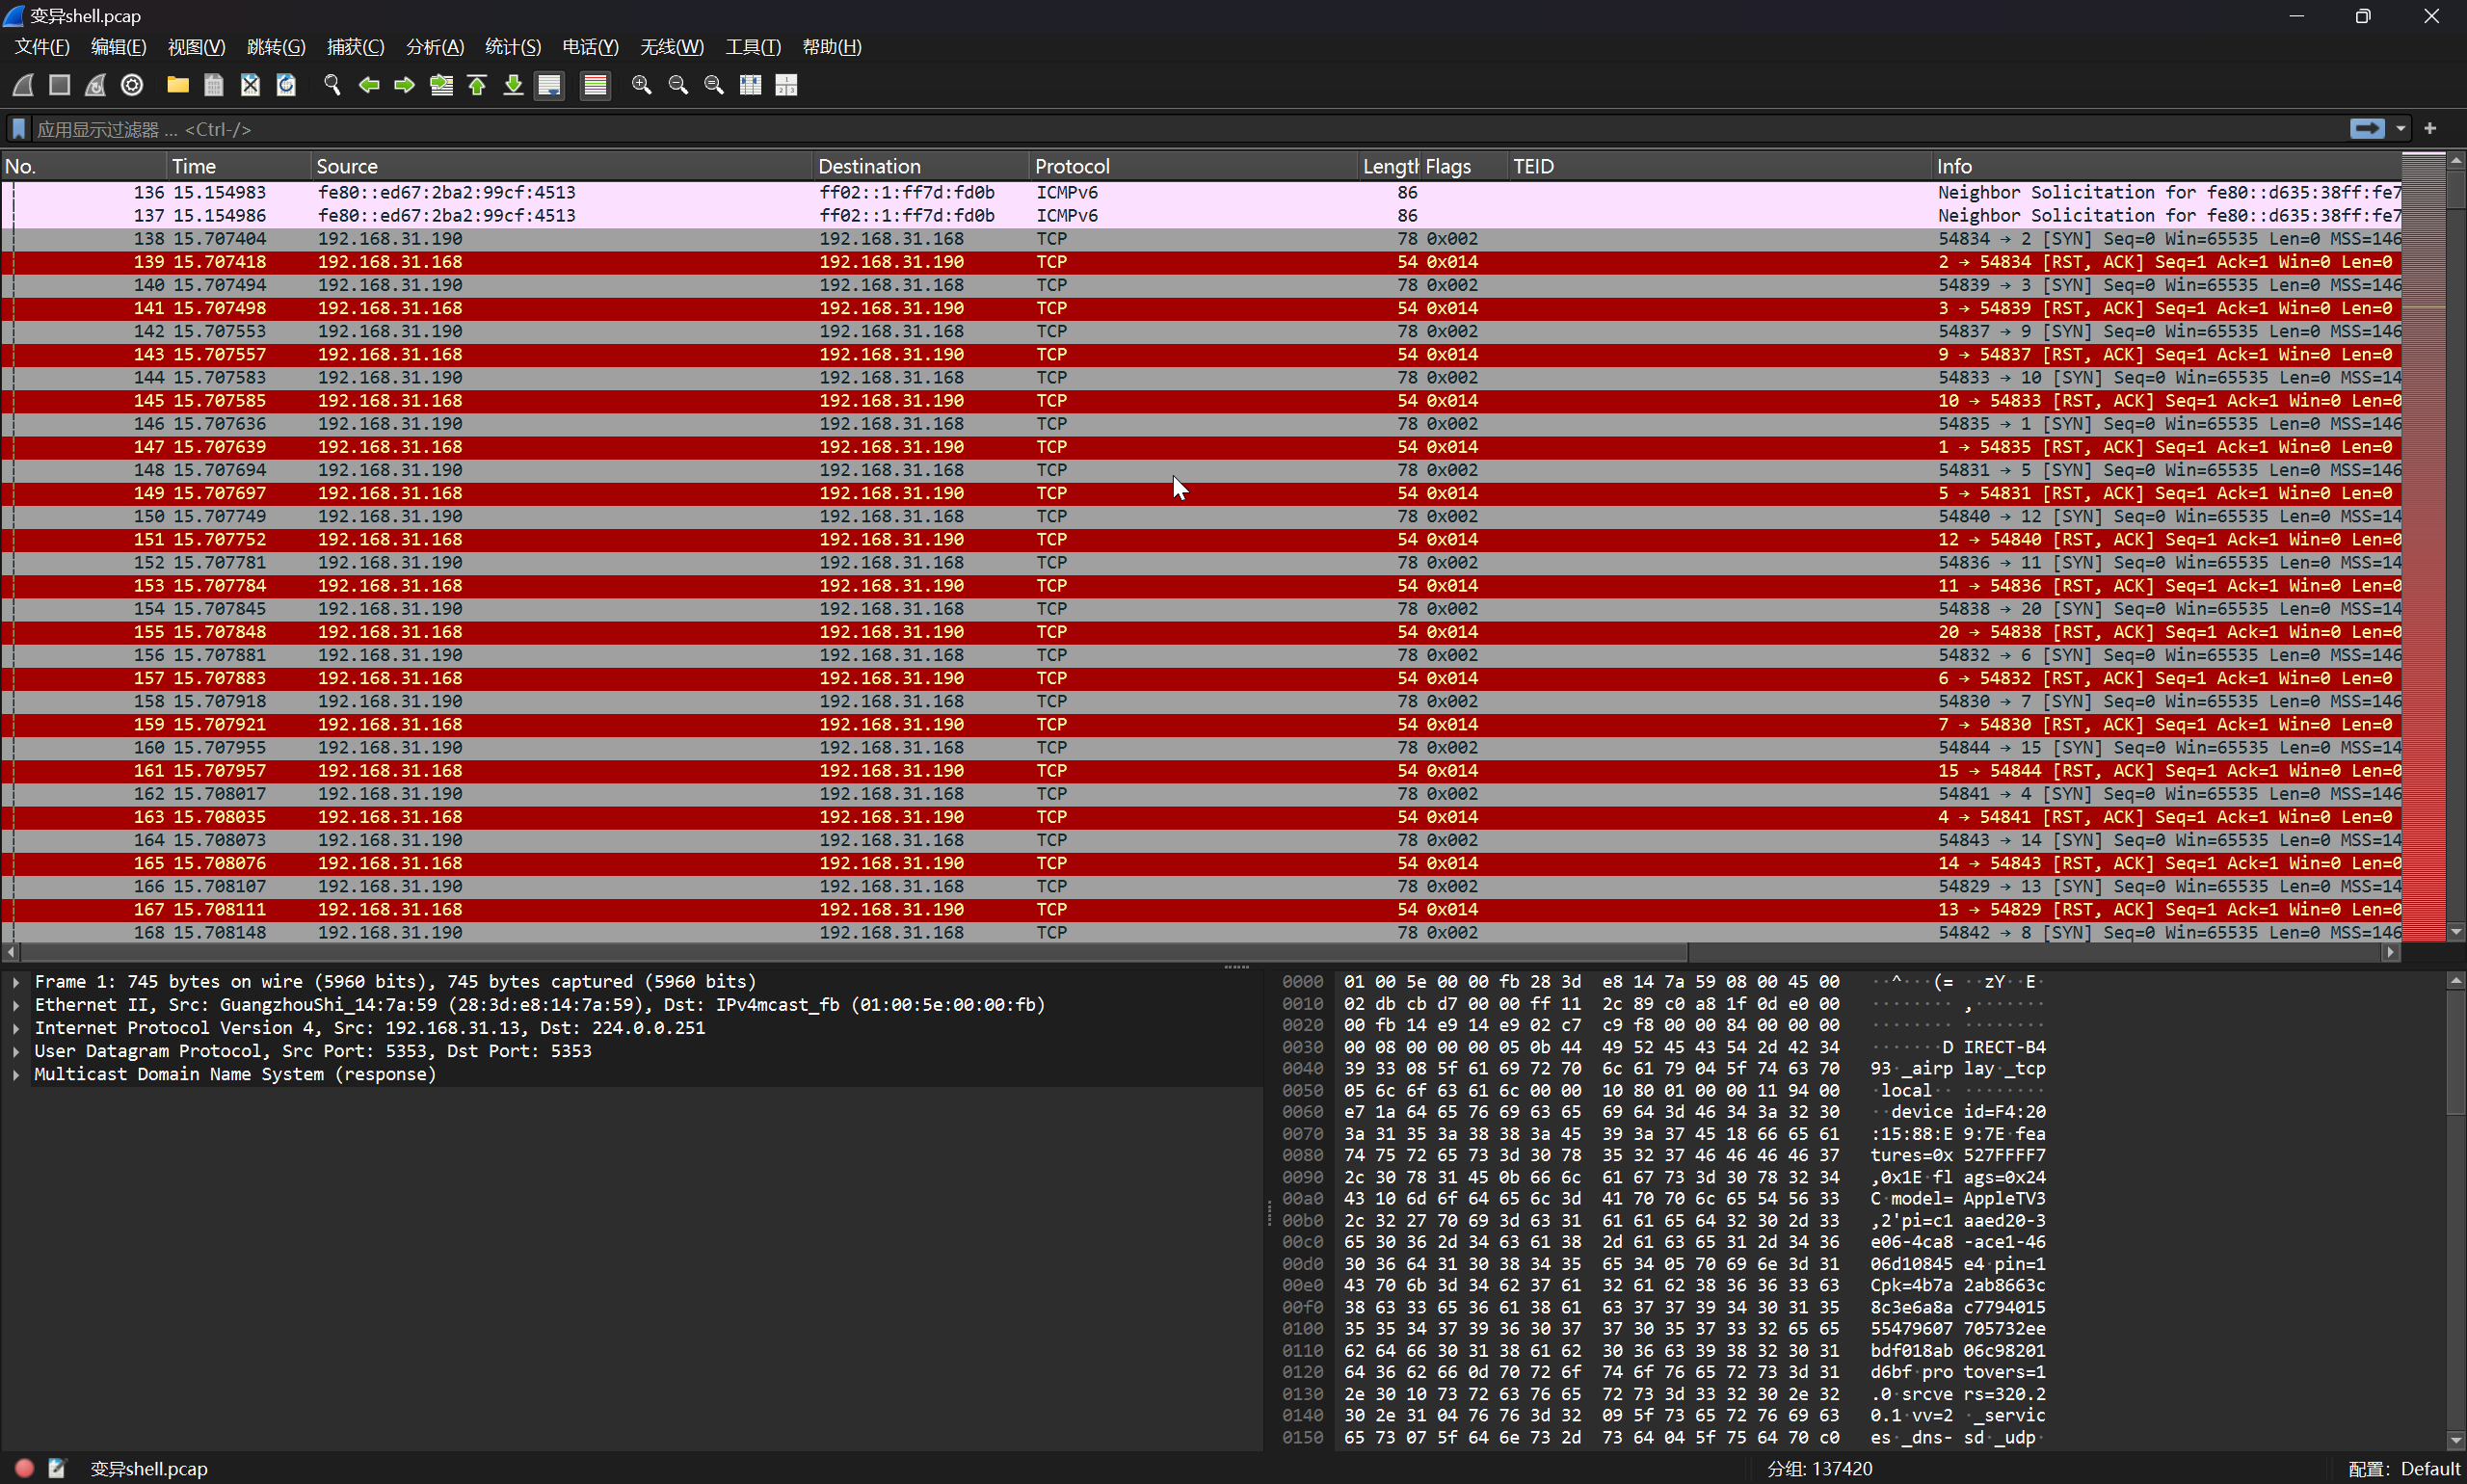 变异shell.pcap
文件(F) 编辑(E) 视图(V) 跳转(G) 捕获(C) 分析(A) 统计(S) 电话(Y) 无线(W) 工具(T) 帮助(H)
应用显示过滤器 … <Ctrl-/>
No. Time Source Destination Protocol Length Flags TEID Info
136 15.154983 fe80::ed67:2ba2:99cf:4513 ff02::1:ff7d:fd0b ICMPv6 86 Neighbor Solicitation for fe80::d635:38ff:fe7
137 15.154986 fe80::ed67:2ba2:99cf:4513 ff02::1:ff7d:fd0b ICMPv6 86 Neighbor Solicitation for fe80::d635:38ff:fe7
138 15.707404 192.168.31.190 192.168.31.168 TCP 78 0x002 54834 → 2 [SYN] Seq=0 Win=65535 Len=0 MSS=146
139 15.707418 192.168.31.168 192.168.31.190 TCP 54 0x014 2 → 54834 [RST, ACK] Seq=1 Ack=1 Win=0 Len=0
140 15.707494 192.168.31.190 192.168.31.168 TCP 78 0x002 54839 → 3 [SYN] Seq=0 Win=65535 Len=0 MSS=146
141 15.707498 192.168.31.168 192.168.31.190 TCP 54 0x014 3 → 54839 [RST, ACK] Seq=1 Ack=1 Win=0 Len=0
142 15.707553 192.168.31.190 192.168.31.168 TCP 78 0x002 54837 → 9 [SYN] Seq=0 Win=65535 Len=0 MSS=146
143 15.707557 192.168.31.168 192.168.31.190 TCP 54 0x014 9 → 54837 [RST, ACK] Seq=1 Ack=1 Win=0 Len=0
144 15.707583 192.168.31.190 192.168.31.168 TCP 78 0x002 54833 → 10 [SYN] Seq=0 Win=65535 Len=0 MSS=14
145 15.707585 192.168.31.168 192.168.31.190 TCP 54 0x014 10 → 54833 [RST, ACK] Seq=1 Ack=1 Win=0 Len=0
146 15.707636 192.168.31.190 192.168.31.168 TCP 78 0x002 54835 → 1 [SYN] Seq=0 Win=65535 Len=0 MSS=146
147 15.707639 192.168.31.168 192.168.31.190 TCP 54 0x014 1 → 54835 [RST, ACK] Seq=1 Ack=1 Win=0 Len=0
148 15.707694 192.168.31.190 192.168.31.168 TCP 78 0x002 54831 → 5 [SYN] Seq=0 Win=65535 Len=0 MSS=146
149 15.707697 192.168.31.168 192.168.31.190 TCP 54 0x014 5 → 54831 [RST, ACK] Seq=1 Ack=1 Win=0 Len=0
150 15.707749 192.168.31.190 192.168.31.168 TCP 78 0x002 54840 → 12 [SYN] Seq=0 Win=65535 Len=0 MSS=14
151 15.707752 192.168.31.168 192.168.31.190 TCP 54 0x014 12 → 54840 [RST, ACK] Seq=1 Ack=1 Win=0 Len=0
152 15.707781 192.168.31.190 192.168.31.168 TCP 78 0x002 54836 → 11 [SYN] Seq=0 Win=65535 Len=0 MSS=14
153 15.707784 192.168.31.168 192.168.31.190 TCP 54 0x014 11 → 54836 [RST, ACK] Seq=1 Ack=1 Win=0 Len=0
154 15.707845 192.168.31.190 192.168.31.168 TCP 78 0x002 54838 → 20 [SYN] Seq=0 Win=65535 Len=0 MSS=14
155 15.707848 192.168.31.168 192.168.31.190 TCP 54 0x014 20 → 54838 [RST, ACK] Seq=1 Ack=1 Win=0 Len=0
156 15.707881 192.168.31.190 192.168.31.168 TCP 78 0x002 54832 → 6 [SYN] Seq=0 Win=65535 Len=0 MSS=146
157 15.707883 192.168.31.168 192.168.31.190 TCP 54 0x014 6 → 54832 [RST, ACK] Seq=1 Ack=1 Win=0 Len=0
158 15.707918 192.168.31.190 192.168.31.168 TCP 78 0x002 54830 → 7 [SYN] Seq=0 Win=65535 Len=0 MSS=146
159 15.707921 192.168.31.168 192.168.31.190 TCP 54 0x014 7 → 54830 [RST, ACK] Seq=1 Ack=1 Win=0 Len=0
160 15.707955 192.168.31.190 192.168.31.168 TCP 78 0x002 54844 → 15 [SYN] Seq=0 Win=65535 Len=0 MSS=14
161 15.707957 192.168.31.168 192.168.31.190 TCP 54 0x014 15 → 54844 [RST, ACK] Seq=1 Ack=1 Win=0 Len=0
162 15.708017 192.168.31.190 192.168.31.168 TCP 78 0x002 54841 → 4 [SYN] Seq=0 Win=65535 Len=0 MSS=146
163 15.708035 192.168.31.168 192.168.31.190 TCP 54 0x014 4 → 54841 [RST, ACK] Seq=1 Ack=1 Win=0 Len=0
164 15.708073 192.168.31.190 192.168.31.168 TCP 78 0x002 54843 → 14 [SYN] Seq=0 Win=65535 Len=0 MSS=14
165 15.708076 192.168.31.168 192.168.31.190 TCP 54 0x014 14 → 54843 [RST, ACK] Seq=1 Ack=1 Win=0 Len=0
166 15.708107 192.168.31.190 192.168.31.168 TCP 78 0x002 54829 → 13 [SYN] Seq=0 Win=65535 Len=0 MSS=14
167 15.708111 192.168.31.168 192.168.31.190 TCP 54 0x014 13 → 54829 [RST, ACK] Seq=1 Ack=1 Win=0 Len=0
168 15.708148 192.168.31.190 192.168.31.168 TCP 78 0x002 54842 → 8 [SYN] Seq=0 Win=65535 Len=0 MSS=146
Frame 1: 745 bytes on wire (5960 bits), 745 bytes captured (5960 bits)
Ethernet II, Src: GuangzhouShi_14:7a:59 (28:3d:e8:14:7a:59), Dst: IPv4mcast_fb (01:00:5e:00:00:fb)
Internet Protocol Version 4, Src: 192.168.31.13, Dst: 224.0.0.251
User Datagram Protocol, Src Port: 5353, Dst Port: 5353
Multicast Domain Name System (response)
0000 01 00 5e 00 00 fb 28 3d e8 14 7a 59 08 00 45 00 ··^···(= ··zY··E·
0010 02 db cb d7 00 00 ff 11 2c 89 c0 a8 1f 0d e0 00 ········ ,·······
0020 00 fb 14 e9 14 e9 02 c7 c9 f8 00 00 84 00 00 00 ········ ········
0030 00 08 00 00 00 05 0b 44 49 52 45 43 54 2d 42 34 ·······D IRECT-B4
0040 39 33 08 5f 61 69 72 70 6c 61 79 04 5f 74 63 70 93·_airp lay·_tcp
0050 05 6c 6f 63 61 6c 00 00 10 80 01 00 00 11 94 00 ·local·· ········
0060 e7 1a 64 65 76 69 63 65 69 64 3d 46 34 3a 32 30 ··device id=F4:20
0070 3a 31 35 3a 38 38 3a 45 39 3a 37 45 18 66 65 61 :15:88:E 9:7E·fea
0080 74 75 72 65 73 3d 30 78 35 32 37 46 46 46 46 37 tures=0x 527FFFF7
0090 2c 30 78 31 45 0b 66 6c 61 67 73 3d 30 78 32 34 ,0x1E·fl ags=0x24
00a0 43 10 6d 6f 64 65 6c 3d 41 70 70 6c 65 54 56 33 C·model= AppleTV3
00b0 2c 32 27 70 69 3d 63 31 61 61 65 64 32 30 2d 33 ,2'pi=c1 aaed20-3
00c0 65 30 36 2d 34 63 61 38 2d 61 63 65 31 2d 34 36 e06-4ca8 -ace1-46
00d0 30 36 64 31 30 38 34 35 65 34 05 70 69 6e 3d 31 06d10845 e4·pin=1
00e0 43 70 6b 3d 34 62 37 61 32 61 62 38 36 36 33 63 Cpk=4b7a 2ab8663c
00f0 38 63 33 65 36 61 38 61 63 37 37 39 34 30 31 35 8c3e6a8a c7794015
0100 35 35 34 37 39 36 30 37 37 30 35 37 33 32 65 65 55479607 705732ee
0110 62 64 66 30 31 38 61 62 30 36 63 39 38 32 30 31 bdf018ab 06c98201
0120 64 36 62 66 0d 70 72 6f 74 6f 76 65 72 73 3d 31 d6bf·pro tovers=1
0130 2e 30 10 73 72 63 76 65 72 73 3d 33 32 30 2e 32 .0·srcve rs=320.2
0140 30 2e 31 04 76 76 3d 32 09 5f 73 65 72 76 69 63 0.1·vv=2 ·_servic
0150 65 73 07 5f 64 6e 73 2d 73 64 04 5f 75 64 70 c0 es·_dns- sd·_udp·
变异shell.pcap 分组: 137420 配置: Default